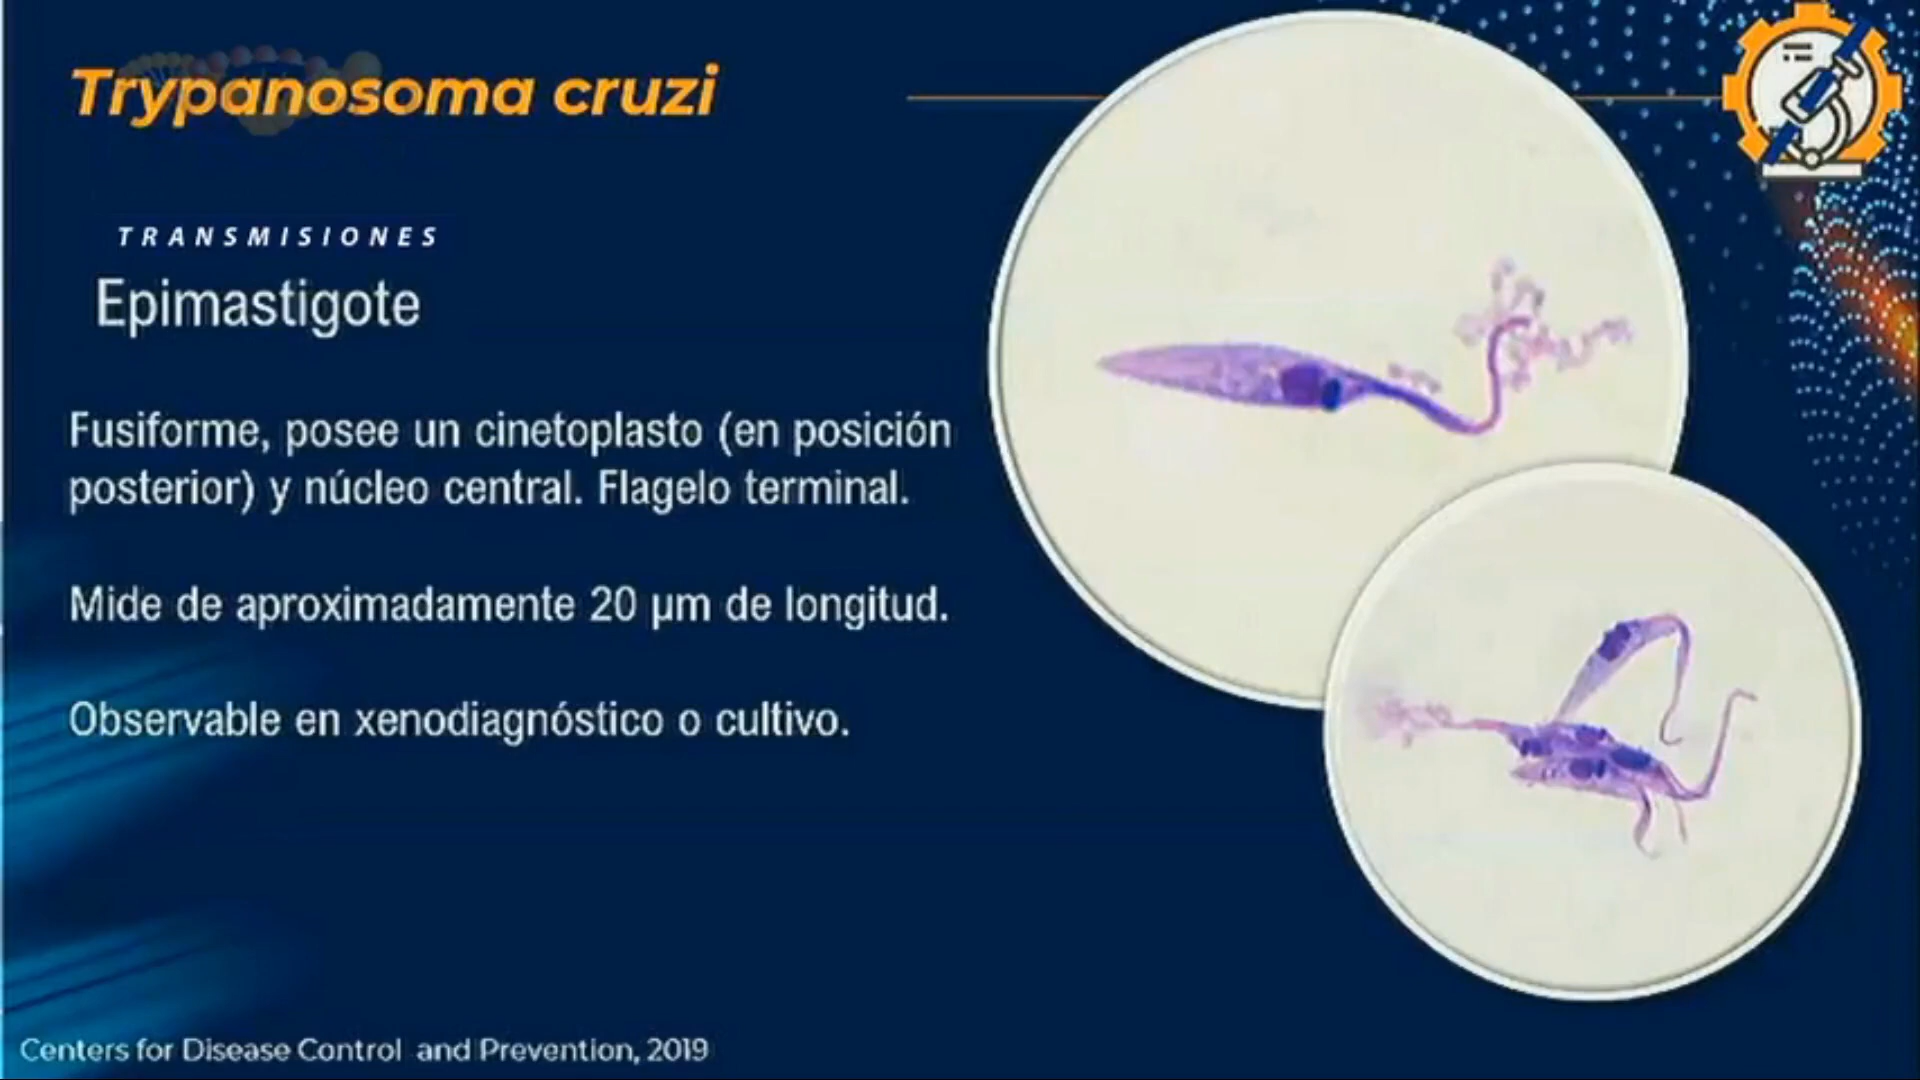 Trypanosoma cruzi
TRANSMISIONES
Epimastigote
Fusiforme, posee un cinetoplasto (en posición
posterior) y núcleo central. Flagelo terminal.
Mide de aproximadamente 20 µm de longitud.
Observable en xenodiagnóstico o cultivo.
Centers for Disease Control and Prevention, 2019